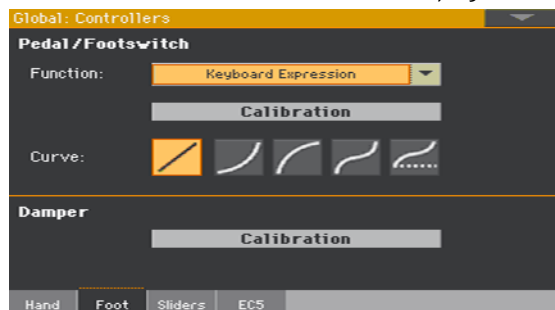 Global: Controllers
Pedal/Footswitch
Function: Keyboard Expression
Calibration
Curve:
Damper
Calibration
Hand Foot Sliders EC5